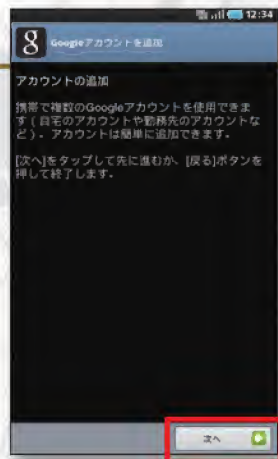 12:34
8 Googleアカウントを追加
アカウントの追加
携帯で複数のGoogleアカウントを使用できま
す(自宅のアカウントや勤務先のアカウントな
ど)。アカウントは簡単に追加できます。
[次へ]をタップして先に進むか、[戻る]ボタンを
押して終了します。
次へ